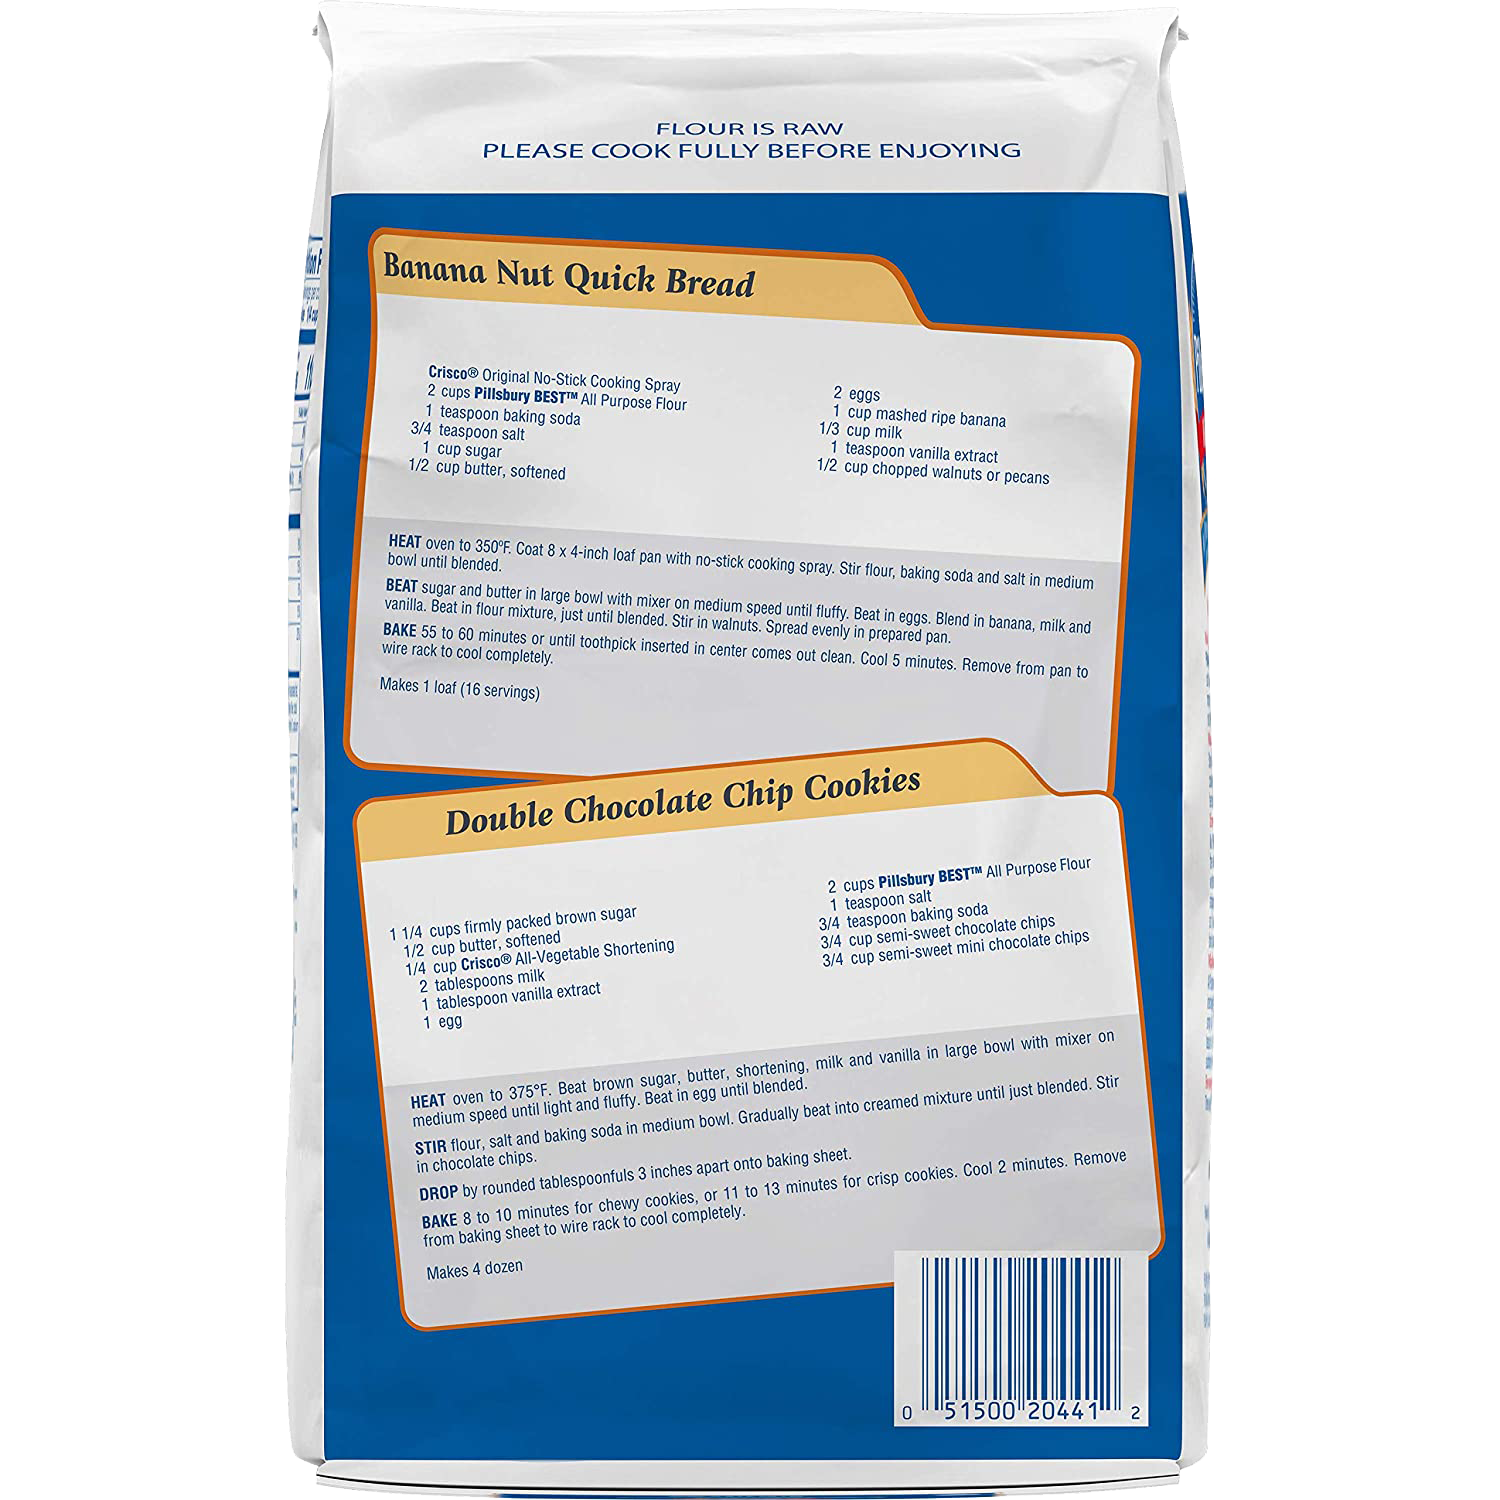 FLOUR IS RAW
PLEASE COOK FULLY BEFORE ENJOYING
Banana Nut Quick Bread
Crisco® Original No-Stick Cooking Spray
2 cups Pillsbury BEST™ All Purpose Flour
1 teaspoon baking soda
3/4 teaspoon salt
1 cup sugar
1/2 cup butter, softened
2 eggs
1 cup mashed ripe banana
1/3 cup milk
1 teaspoon vanilla extract
1/2 cup chopped walnuts or pecans
HEAT oven to 350ºF. Coat 8 x 4-inch loaf pan with no-stick cooking spray. Stir flour, baking soda and salt in medium
bowl until blended.
BEAT sugar and butter in large bowl with mixer on medium speed until fluffy. Beat in eggs. Blend in banana, milk and
vanilla. Beat in flour mixture, just until blended. Stir in walnuts. Spread evenly in prepared pan.
BAKE 55 to 60 minutes or until toothpick inserted in center comes out clean. Cool 5 minutes. Remove from pan to
wire rack to cool completely.
Makes 1 loaf (16 servings)
Double Chocolate Chip Cookies
1 1/4 cups firmly packed brown sugar
1/2 cup butter, softened
1/4 cup Crisco® All-Vegetable Shortening
2 tablespoons milk
1 tablespoon vanilla extract
1 egg
2 cups Pillsbury BEST™ All Purpose Flour
1 teaspoon salt
3/4 teaspoon baking soda
3/4 cup semi-sweet chocolate chips
3/4 cup semi-sweet mini chocolate chips
HEAT oven to 375°F. Beat brown sugar, butter, shortening, milk and vanilla in large bowl with mixer on
medium speed until light and fluffy. Beat in egg until blended.
STIR flour, salt and baking soda in medium bowl. Gradually beat into creamed mixture until just blended. Stir
in chocolate chips.
DROP by rounded tablespoonfuls 3 inches apart onto baking sheet.
BAKE 8 to 10 minutes for chewy cookies, or 11 to 13 minutes for crisp cookies. Cool 2 minutes. Remove
from baking sheet to wire rack to cool completely.
Makes 4 dozen
0 51500 20441 2